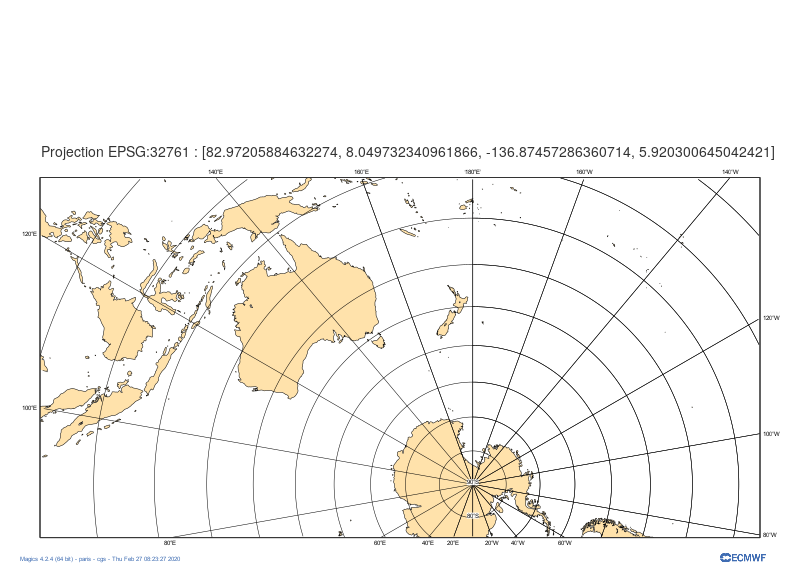 Projection EPSG:32761 : [82.97205884632274, 8.049732340961866, -136.87457286360714, 5.920300645042421]
140°E 160°E 180°E 160°W 140°W
120°E
120°W
100°E
100°W
90°S
80°S
80°E 60°E 40°E 20°E 20°W 40°W 60°W 80°W
Magics 4.2.4 (64 bit) - paris - cgs - Thu Feb 27 08:23:27 2020
ECMWF